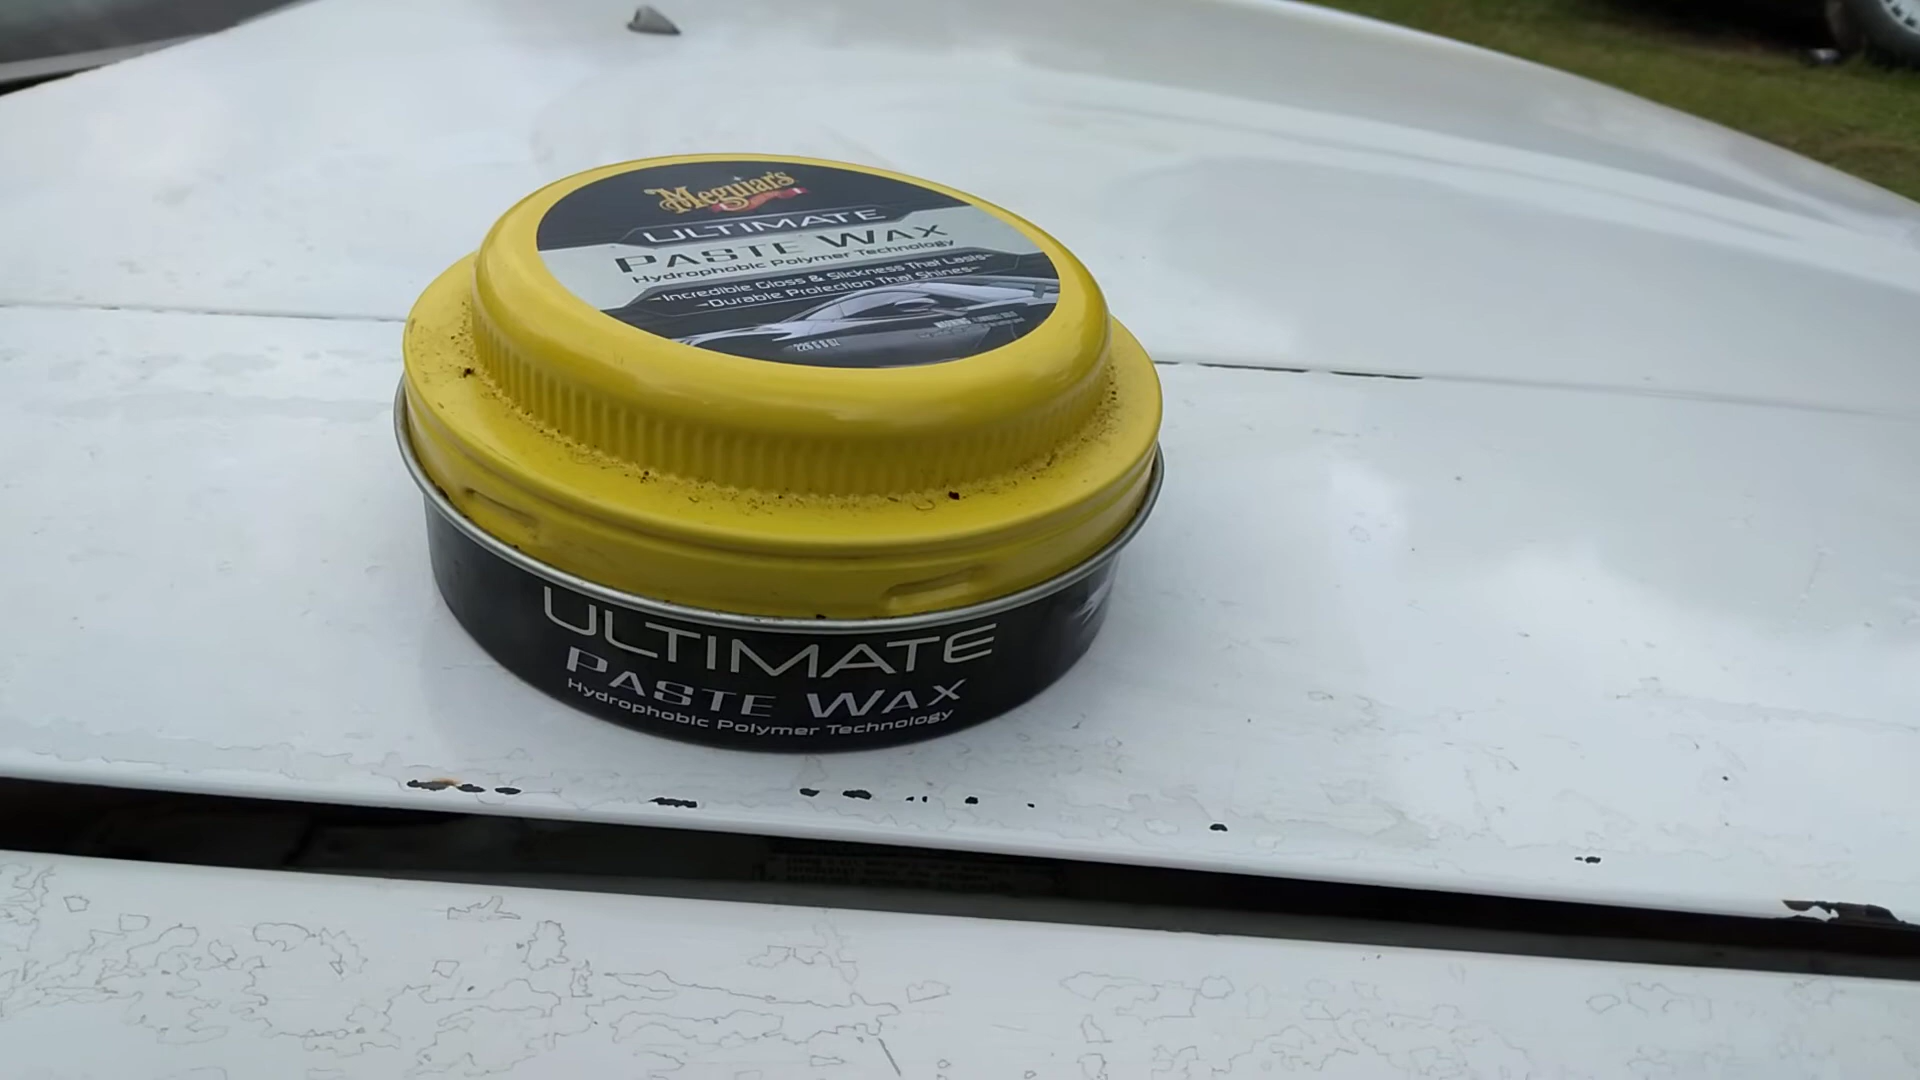 Meguiar's
ULTIMATE
PASTE WAX
Hydrophobic Polymer Technology
~Incredible Gloss & Slickness That Lasts~
~Durable Protection That Shines~
ULTIMATE
PASTE WAX
Hydrophobic Polymer Technology